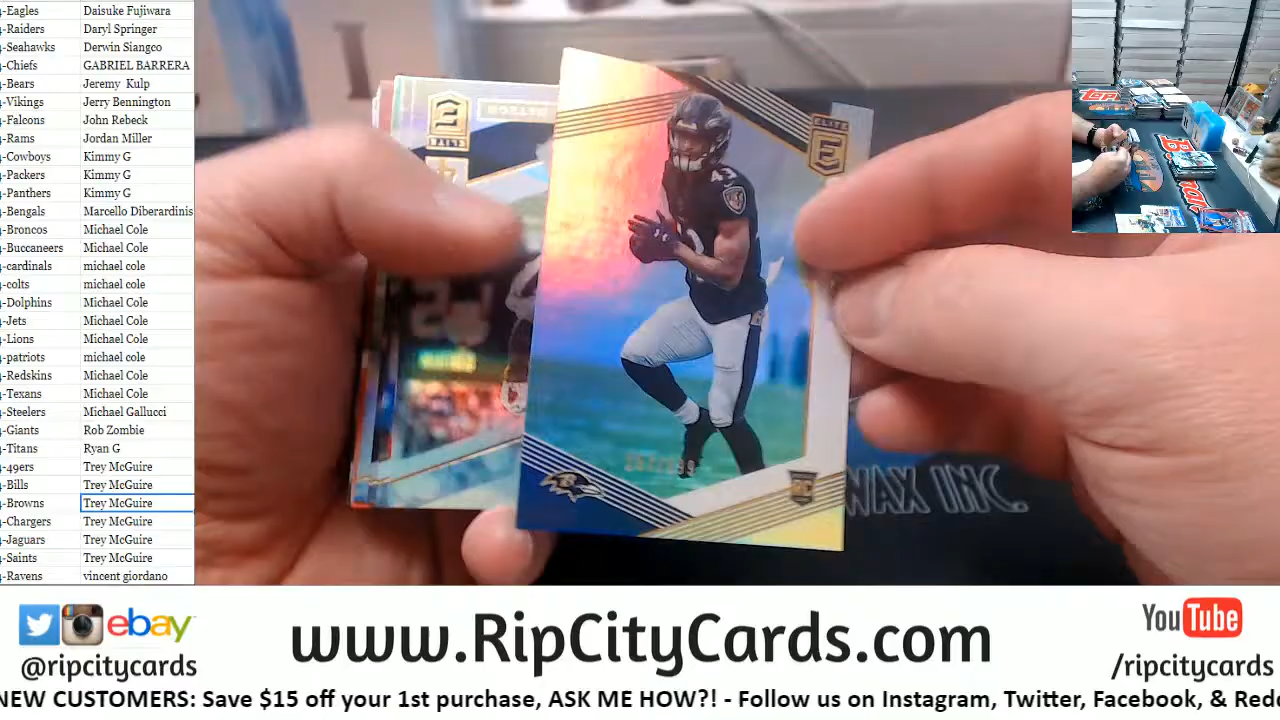 -Eagles Daisuke Fujiwara
-Raiders Daryl Springer
-Seahawks Derwin Siangco
-Chiefs GABRIEL BARRERA
-Bears Jeremy Kulp
-Vikings Jerry Bennington
-Falcons John Rebeck
-Rams Jordan Miller
-Cowboys Kimmy G
-Packers Kimmy G
-Panthers Kimmy G
-Bengals Marcello Diberardinis
-Broncos Michael Cole
-Buccaneers Michael Cole
-cardinals michael cole
-colts michael cole
-Dolphins Michael Cole
-Jets Michael Cole
-Lions Michael Cole
-patriots michael cole
-Redskins Michael Cole
-Texans Michael Cole
-Steelers Michael Gallucci
-Giants Rob Zombie
-Titans Ryan G
-49ers Trey McGuire
-Bills Trey McGuire
-Browns Trey McGuire
-Chargers Trey McGuire
-Jaguars Trey McGuire
-Saints Trey McGuire
-Ravens vincent giordano
ELITE
E
43
WAX INC.
ebay
@ripcitycards
www.RipCityCards.com
YouTube
/ripcitycards
NEW CUSTOMERS: Save $15 off your 1st purchase, ASK ME HOW?! - Follow us on Instagram, Twitter, Facebook, & Redd